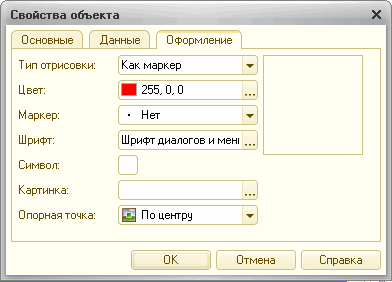 Свойства объекта
Основные Данные Оформление
Тип отрисовки: Как маркер
Цвет: 255, 0, 0 ...
Маркер: Нет
Шрифт: Шрифт диалогов и мен ...
Символ:
Картинка: ...
Опорная точка: По центру
OK Отмена Справка